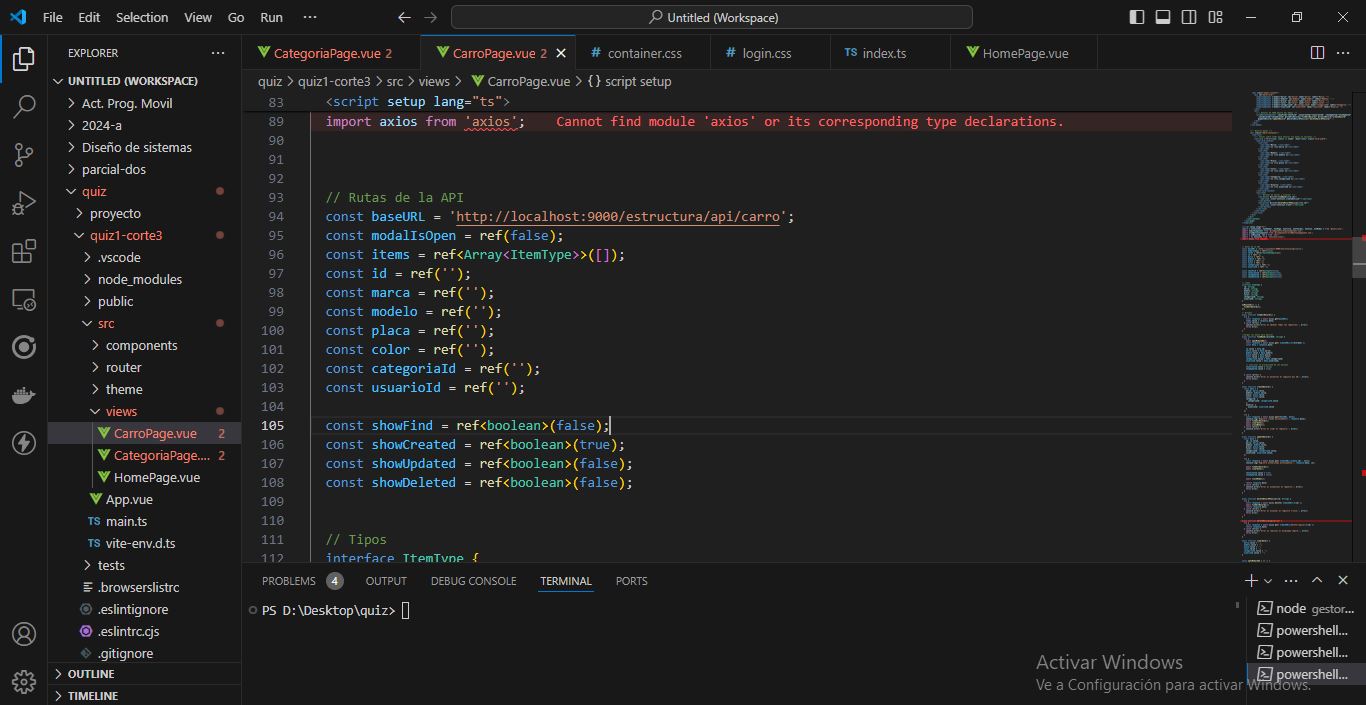 File Edit Selection View Go Run ···
Untitled (Workspace)
EXPLORER
UNTITLED (WORKSPACE)
Act. Prog. Movil
2024-a
Diseño de sistemas
parcial-dos
quiz
proyecto
quiz1-corte3
.vscode
node_modules
public
src
components
router
theme
views
CarroPage.vue 2
CategoriaPage.... 2
HomePage.vue
App.vue
TS main.ts
TS vite-env.d.ts
tests
.browserslistrc
.eslintignore
.eslintrc.cjs
.gitignore
OUTLINE
TIMELINE
CategoriaPage.vue 2
CarroPage.vue 2
# container.css
# login.css
TS index.ts
HomePage.vue
quiz > quiz1-corte3 > src > views > CarroPage.vue > {} script setup
83 <script setup lang="ts">
89 import axios from 'axios'; Cannot find module 'axios' or its corresponding type declarations.
90
91
92
93 // Rutas de la API
94 const baseURL = 'http://localhost:9000/estructura/api/carro';
95 const modalIsOpen = ref(false);
96 const items = ref<Array<ItemType>>([]);
97 const id = ref('');
98 const marca = ref('');
99 const modelo = ref('');
100 const placa = ref('');
101 const color = ref('');
102 const categoriaId = ref('');
103 const usuarioId = ref('');
104
105 const showFind = ref<boolean>(false);
106 const showCreated = ref<boolean>(true);
107 const showUpdated = ref<boolean>(false);
108 const showDeleted = ref<boolean>(false);
109
110
111 // Tipos
112 interface ItemType {
PROBLEMS 4 OUTPUT DEBUG CONSOLE TERMINAL PORTS
PS D:\Desktop\quiz>
node gestor...
powershell...
powershell...
powershell...
Activar Windows
Ve a Configuración para activar Windows.